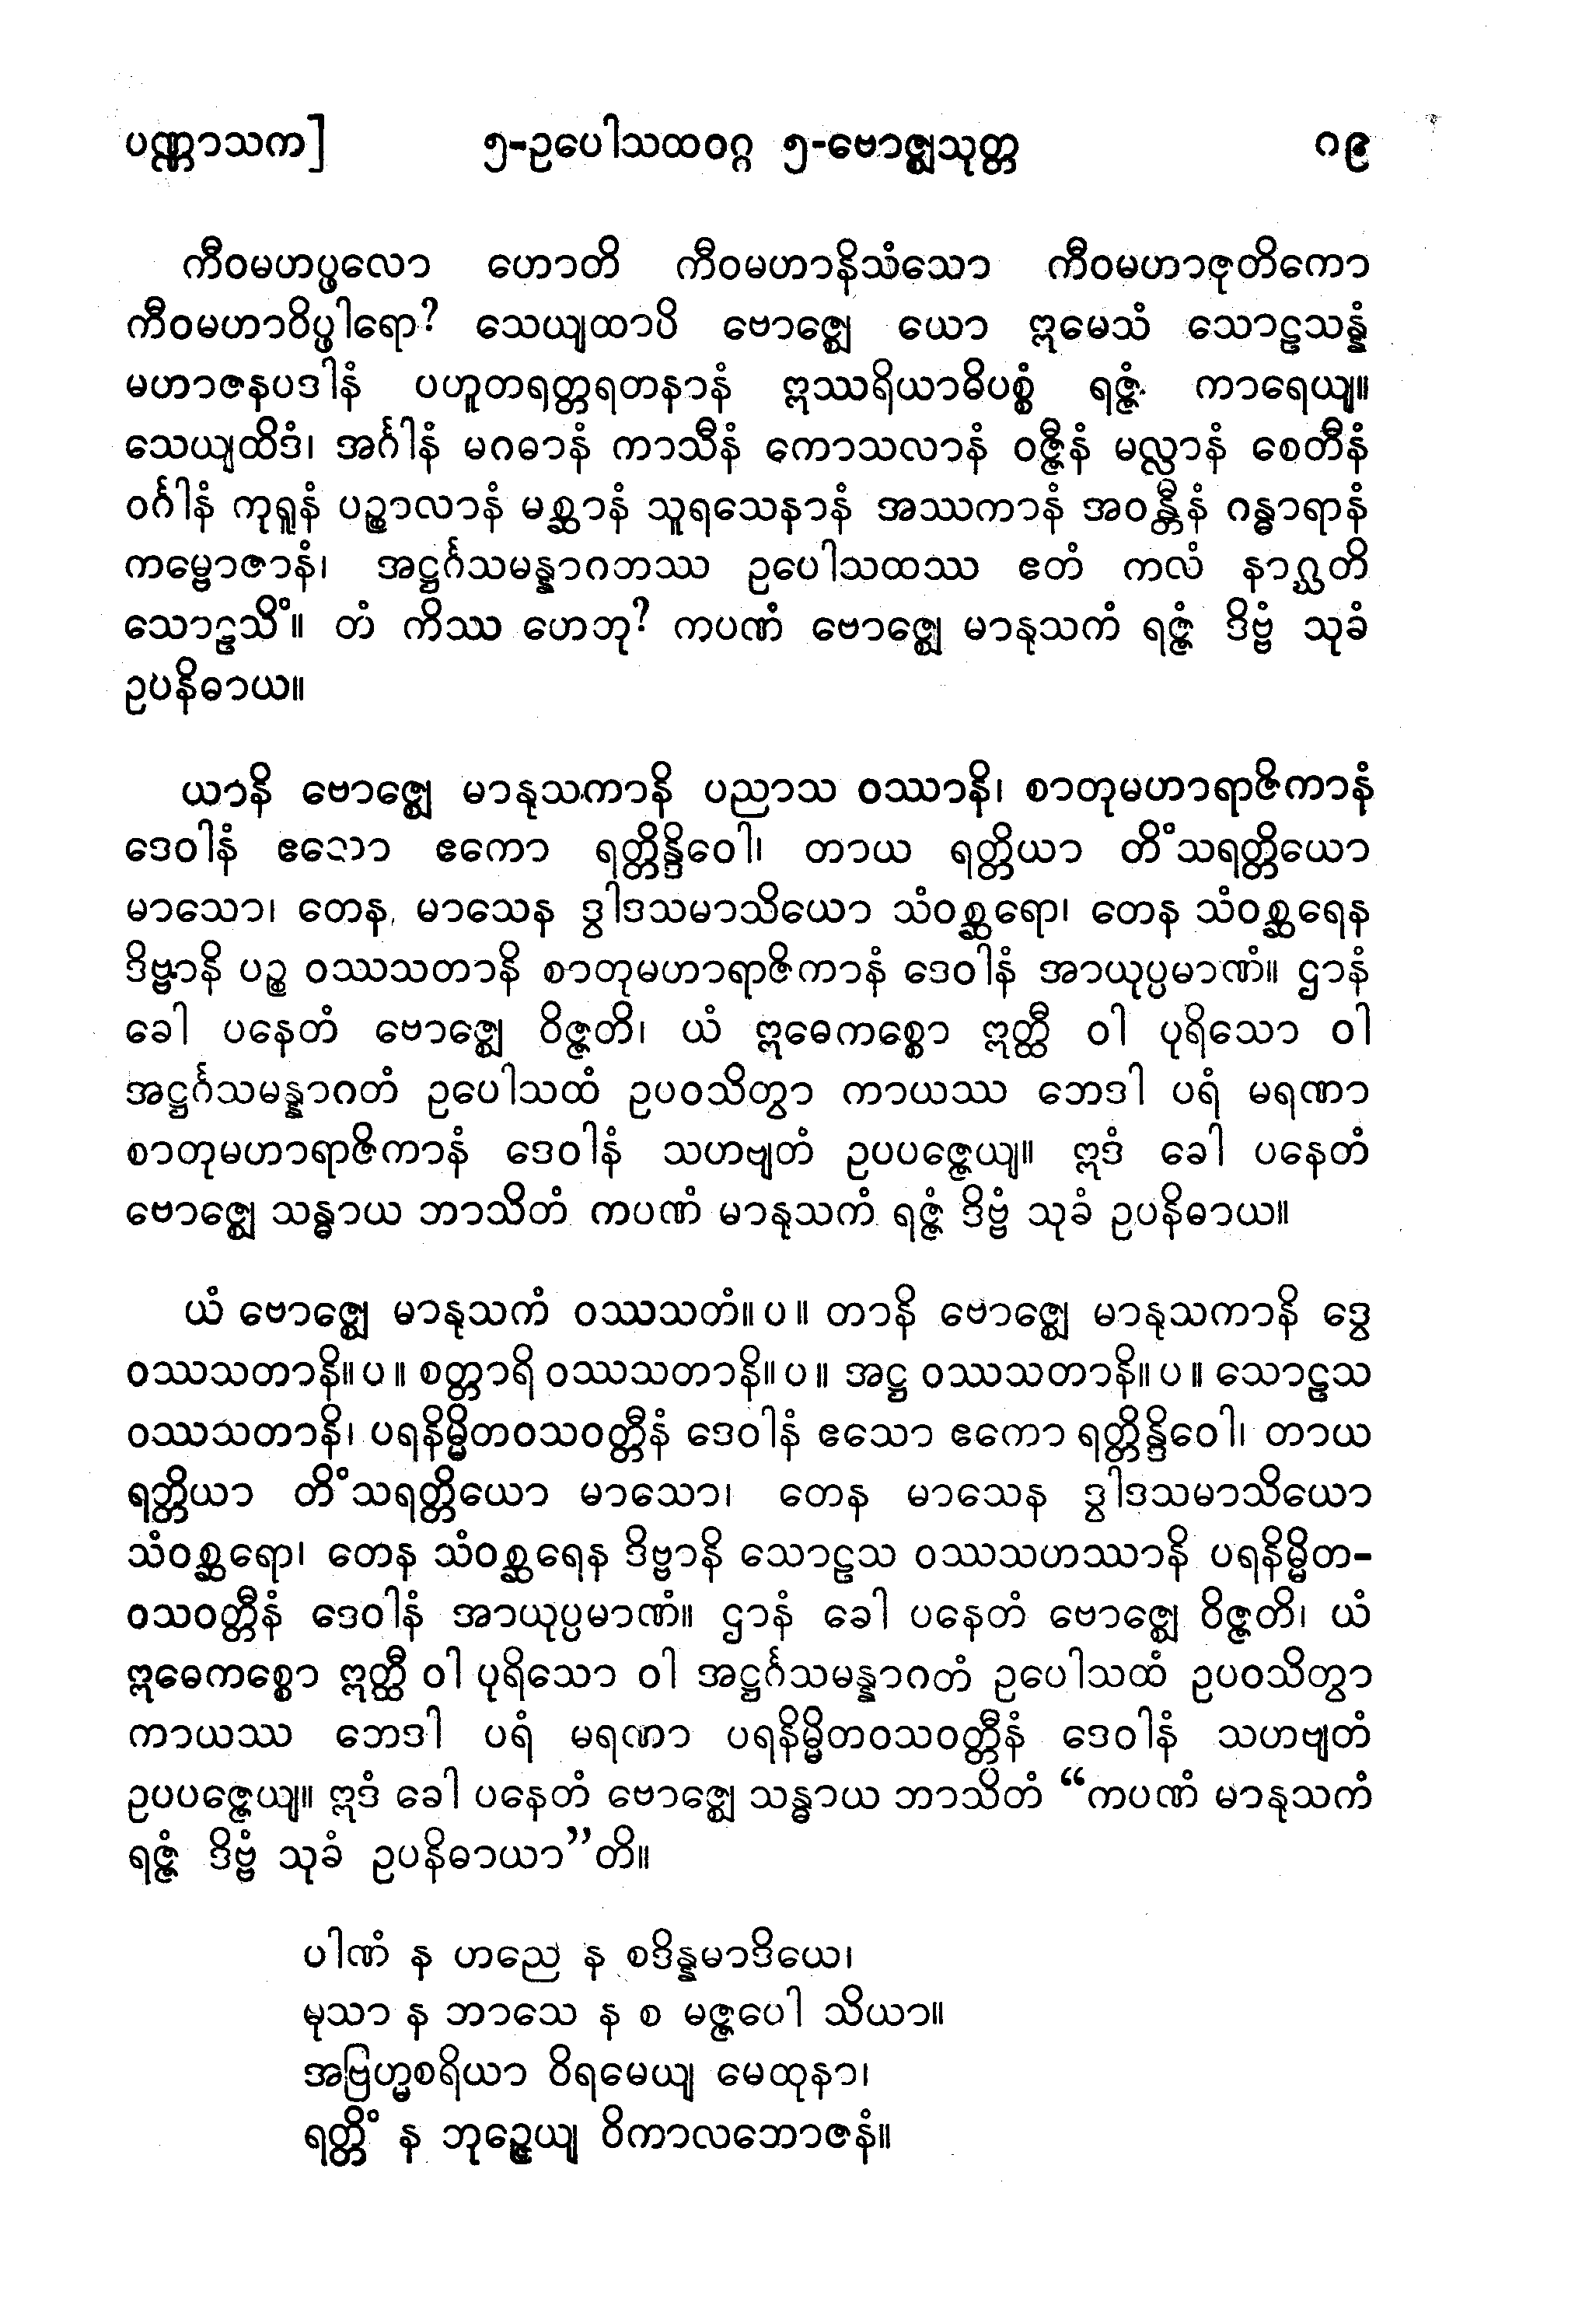 ပဏ္ဏာသက] ၅-ဥပေါသထဝဂ္ဂ ၅-ဗောဇ္ဈသုတ္တ ၈၉
ကီဝမဟပ္ဖလော ဟောတိ ကီဝမဟာနိသံသော ကီဝမဟာဇုတိကော
ကီဝမဟာဝိပ္ဖါရော? သေယျထာပိ ဗောဇ္ဈေ ယော ဣမေသံ သောဠသန္နံ
မဟာဇနပဒါနံ ပဟူတရတ္တရတနာနံ ဣဿရိယာဓိပစ္စံ ရဇ္ဇံ ကာရေယျ။
သေယျထိဒံ၊ အင်္ဂါနံ မဂဓာနံ ကာသီနံ ကောသလာနံ ဝဇ္ဇီနံ မလ္လာနံ စေတီနံ
ဝင်္ဂါနံ ကုရူနံ ပဉ္စာလာနံ မစ္ဆာနံ သူရသေနာနံ အဿကာနံ အဝန္တီနံ ဂန္ဓာရာနံ
ကမ္ဗောဇာနံ၊ အဋ္ဌင်္ဂသမန္နာဂဘဿ ဥပေါသထဿ ဧတံ ကလံ နာဂ္ဃတိ
သောဠသိံ။ တံ ကိဿ ဟေဘု? ကပဏံ ဗောဇ္ဈေ မာနုသကံ ရဇ္ဇံ ဒိဗ္ဗံ သုခံ
ဥပနိဓာယ။
ယာနိ ဗောဇ္ဈေ မာနုသကာနိ ပညာသ ဝဿာနိ၊ စာတုမဟာရာဇိကာနံ
ဒေဝါနံ ဧသော ဧကော ရတ္တိန္ဒိဝေါ၊ တာယ ရတ္တိယာ တိံသရတ္တိယော
မာသော၊ တေန, မာသေန ဒွါဒသမာသိယော သံဝစ္ဆရော၊ တေန သံဝစ္ဆရေန
ဒိဗ္ဗာနိ ပဉ္စ ဝဿသတာနိ စာတုမဟာရာဇိကာနံ ဒေဝါနံ အာယုပ္ပမာဏံ။ ဌာနံ
ခေါ ပနေတံ ဗောဇ္ဈေ ဝိဇ္ဇတိ၊ ယံ ဣဓေကစ္စော ဣတ္ထီ ဝါ ပုရိသော ဝါ
အဋ္ဌင်္ဂသမန္နာဂတံ ဥပေါသထံ ဥပဝသိတွာ ကာယဿ ဘေဒါ ပရံ မရဏာ
စာတုမဟာရာဇိကာနံ ဒေဝါနံ သဟဗျတံ ဥပပဇ္ဇေယျ။ ဣဒံ ခေါ ပနေတံ
ဗောဇ္ဈေ သန္ဓာယ ဘာသိတံ ကပဏံ မာနုသကံ ရဇ္ဇံ ဒိဗ္ဗံ သုခံ ဥပနိဓာယ။
ယံ ဗောဇ္ဈေ မာနုသကံ ဝဿသတံ။ ပ ။ တာနိ ဗောဇ္ဈေ မာနုသကာနိ ဒွေ
ဝဿသတာနိ။ ပ ။ စတ္တာရိ ဝဿသတာနိ။ ပ ။ အဋ္ဌ ဝဿသတာနိ။ ပ ။ သောဠသ
ဝဿသတာနိ၊ ပရနိမ္မိတဝသဝတ္တီနံ ဒေဝါနံ ဧသော ဧကော ရတ္တိန္ဒိဝေါ၊ တာယ
ရတ္တိယာ တိံသရတ္တိယော မာသော၊ တေန မာသေန ဒွါဒသမာသိယော
သံဝစ္ဆရော၊ တေန သံဝစ္ဆရေန ဒိဗ္ဗာနိ သောဠသ ဝဿသဟဿာနိ ပရနိမ္မိတ-
ဝသဝတ္တီနံ ဒေဝါနံ အာယုပ္ပမာဏံ။ ဌာနံ ခေါ ပနေတံ ဗောဇ္ဈေ ဝိဇ္ဇတိ၊ ယံ
ဣဓေကစ္စော ဣတ္ထီ ဝါ ပုရိသော ဝါ အဋ္ဌင်္ဂသမန္နာဂတံ ဥပေါသထံ ဥပဝသိတွာ
ကာယဿ ဘေဒါ ပရံ မရဏာ ပရနိမ္မိတဝသဝတ္တီနံ ဒေဝါနံ သဟဗျတံ
ဥပပဇ္ဇေယျ။ ဣဒံ ခေါ ပနေတံ ဗောဇ္ဈေ သန္ဓာယ ဘာသိတံ “ကပဏံ မာနုသကံ
ရဇ္ဇံ ဒိဗ္ဗံ သုခံ ဥပနိဓာယာ”တိ။
ပါဏံ န ဟညေ န စဒိန္နမာဒိယေ၊
မုသာ န ဘာသေ န စ မဇ္ဇပေါ သိယာ။
အဗြဟ္မစရိယာ ဝိရမေယျ မေထုနာ၊
ရတ္တိံ န ဘုဉ္ဇေယျ ဝိကာလဘောဇနံ။